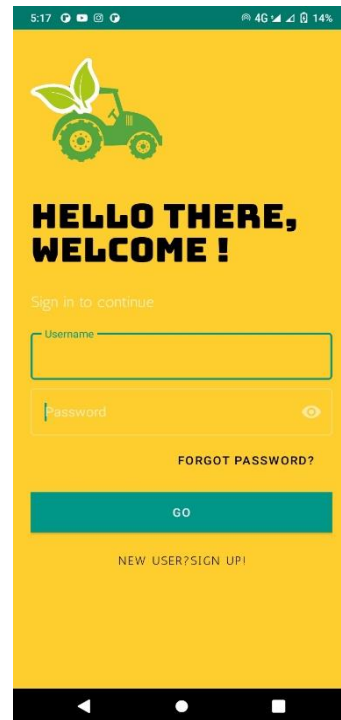 5:17 4G 14%
HELLO THERE,
WELCOME !
Sign in to continue
Username
Password
FORGOT PASSWORD?
GO
NEW USER?SIGN UP!